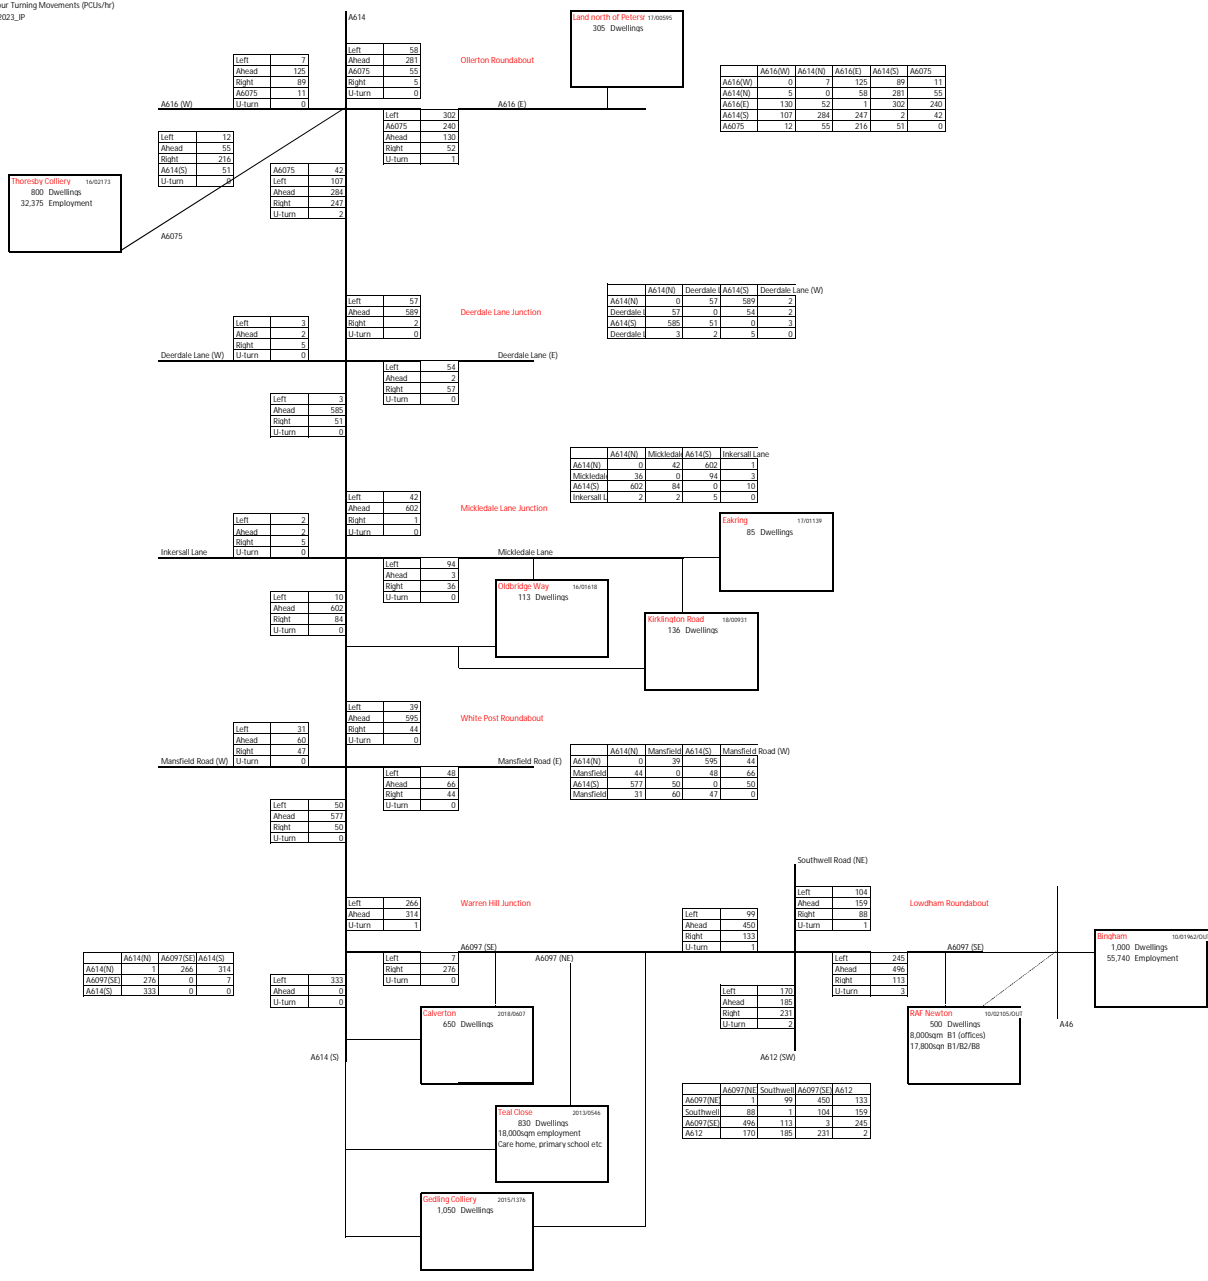 our Turning Movements (PCUs/hr)
2023_IP
A614
Land north of Petersr 17/00595
305 Dwellings
Left 58
Ahead 281
A6075 55
Right 5
U-turn 0
Ollerton Roundabout
Left 7
Ahead 125
Right 89
A6075 11
U-turn 0
A616(W) A614(N) A616(E) A614(S) A6075
A616(W) 0 7 125 89 11
A614(N) 5 0 58 281 55
A616(E) 130 52 1 302 240
A614(S) 107 284 247 2 42
A6075 12 55 216 51 0
A616 (W)
A616 (E)
Left 302
A6075 240
Ahead 130
Right 52
U-turn 1
Left 12
Ahead 55
Right 216
A614(S) 51
U-turn 0
A6075 42
Left 107
Ahead 284
Right 247
U-turn 2
Thoresby Colliery 16/02173
800 Dwellings
32,375 Employment
A6075
Left 57
Ahead 589
Right 2
U-turn 0
Deerdale Lane Junction
A614(N) Deerdale L A614(S) Deerdale Lane (W)
A614(N) 0 57 589 2
Deerdale L 57 0 54 2
A614(S) 585 51 0 3
Deerdale L 3 2 5 0
Left 3
Ahead 2
Right 5
U-turn 0
Deerdale Lane (W)
Deerdale Lane (E)
Left 54
Ahead 2
Right 57
U-turn 0
Left 3
Ahead 585
Right 51
U-turn 0
A614(N) Mickledale A614(S) Inkersall Lane
A614(N) 0 42 602 1
Mickledale 36 0 94 3
A614(S) 602 84 0 10
Inkersall L 2 2 5 0
Left 42
Ahead 602
Right 1
U-turn 0
Mickledale Lane Junction
Left 2
Ahead 2
Right 5
U-turn 0
Eakring 17/01139
85 Dwellings
Inkersall Lane
Mickledale Lane
Left 94
Ahead 3
Right 36
U-turn 0
Oldbridge Way 16/01618
113 Dwellings
Left 10
Ahead 602
Right 84
U-turn 0
Kirklington Road 18/00931
136 Dwellings
Left 39
Ahead 595
Right 44
U-turn 0
White Post Roundabout
Left 31
Ahead 60
Right 47
U-turn 0
Mansfield Road (W)
Mansfield Road (E)
A614(N) Mansfield A614(S) Mansfield Road (W)
A614(N) 0 39 595 44
Mansfield 44 0 48 66
A614(S) 577 50 0 50
Mansfield 31 60 47 0
Left 48
Ahead 66
Right 44
U-turn 0
Left 50
Ahead 577
Right 50
U-turn 0
Southwell Road (NE)
Left 266
Ahead 314
U-turn 1
Warren Hill Junction
Left 104
Ahead 159
Right 88
U-turn 1
Lowdham Roundabout
Left 99
Ahead 450
Right 133
U-turn 1
A6097 (SE)
A6097 (NE)
A6097 (SE)
Bingham 10/01962/OUT
1,000 Dwellings
55,740 Employment
A614(N) A6097(SE) A614(S)
A614(N) 1 266 314
A6097(SE) 276 0 7
A614(S) 333 0 0
Left 7
Right 276
U-turn 0
Left 245
Ahead 496
Right 113
U-turn 3
Left 333
Ahead 0
U-turn 0
Left 170
Ahead 185
Right 231
U-turn 2
Calverton 2018/0607
650 Dwellings
RAF Newton 10/02105/OUT
500 Dwellings
8,000sqm B1 (offices)
17,800sqn B1/B2/B8
A46
A614 (S)
A612 (SW)
A6097(NE) Southwell A6097(SE) A612
A6097(NE) 1 99 450 133
Southwell 88 1 104 159
A6097(SE) 496 113 3 245
A612 170 185 231 2
Teal Close 2013/0546
830 Dwellings
18,000sqm employment
Care home, primary school etc
Gedling Colliery 2015/1376
1,050 Dwellings